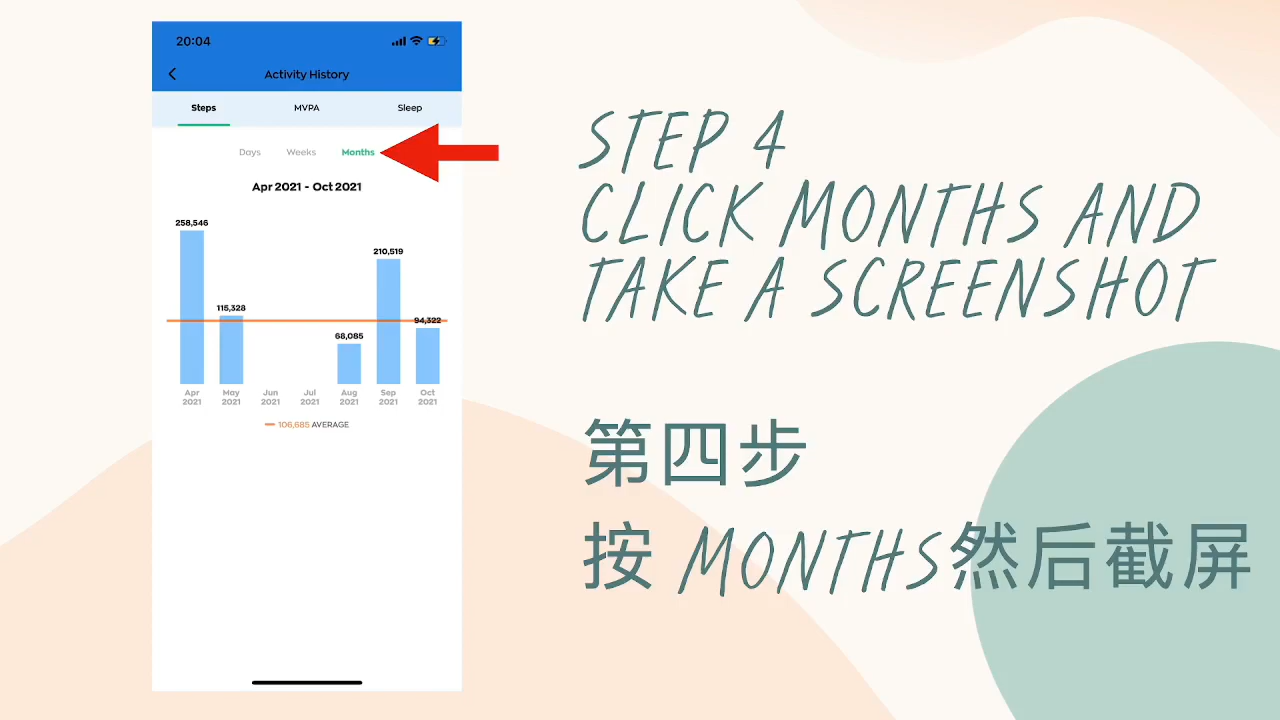 20:04
Activity History
Steps MVPA Sleep
Days Weeks Months
Apr 2021 - Oct 2021
258,546
115,328
68,085
210,519
94,322
Apr 2021
May 2021
Jun 2021
Jul 2021
Aug 2021
Sep 2021
Oct 2021
106,685 AVERAGE
STEP 4
CLICK MONTHS AND
TAKE A SCREENSHOT
第四步
按 MONTHS然后截屏